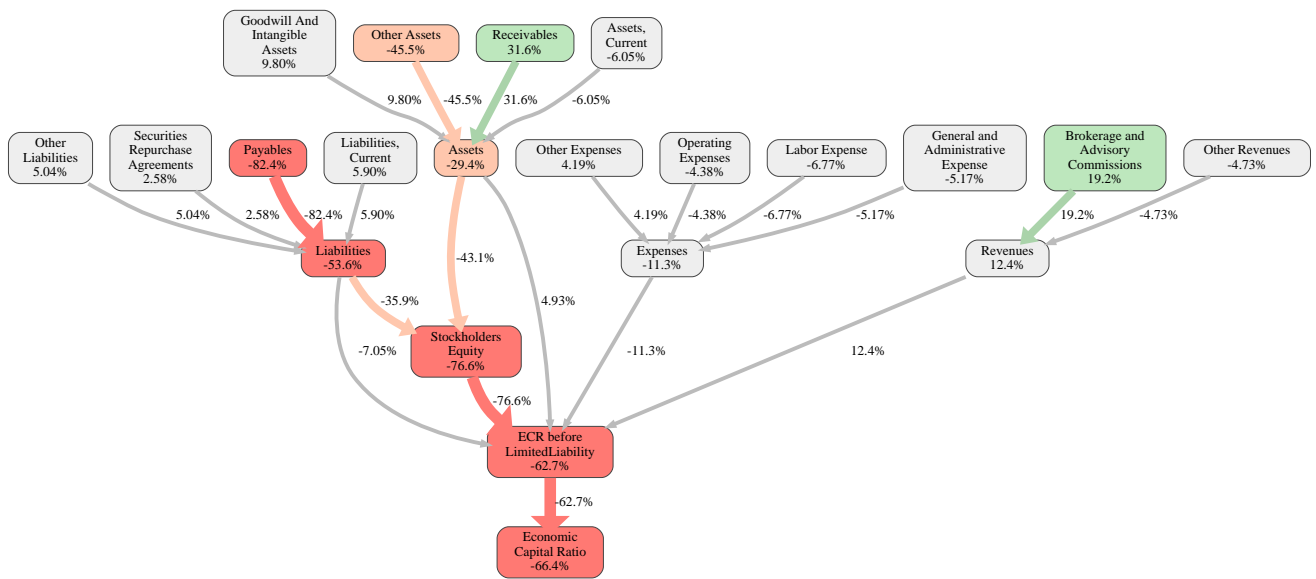 Goodwill And
Intangible
Assets
9.80%
Other Assets
-45.5%
Receivables
31.6%
Assets,
Current
-6.05%
9.80%
-45.5%
31.6%
-6.05%
Other
Liabilities
5.04%
Securities
Repurchase
Agreements
2.58%
Payables
-82.4%
Liabilities,
Current
5.90%
Assets
-29.4%
Other Expenses
4.19%
Operating
Expenses
-4.38%
Labor Expense
-6.77%
General and
Administrative
Expense
-5.17%
Brokerage and
Advisory
Commissions
19.2%
Other Revenues
-4.73%
5.04%
2.58%
-82.4%
5.90%
4.19%
-4.38%
-6.77%
-5.17%
19.2%
-4.73%
Liabilities
-53.6%
-43.1%
Expenses
-11.3%
Revenues
12.4%
-35.9%
4.93%
-7.05%
Stockholders
Equity
-76.6%
-11.3%
12.4%
-76.6%
ECR before
LimitedLiability
-62.7%
-62.7%
Economic
Capital Ratio
-66.4%